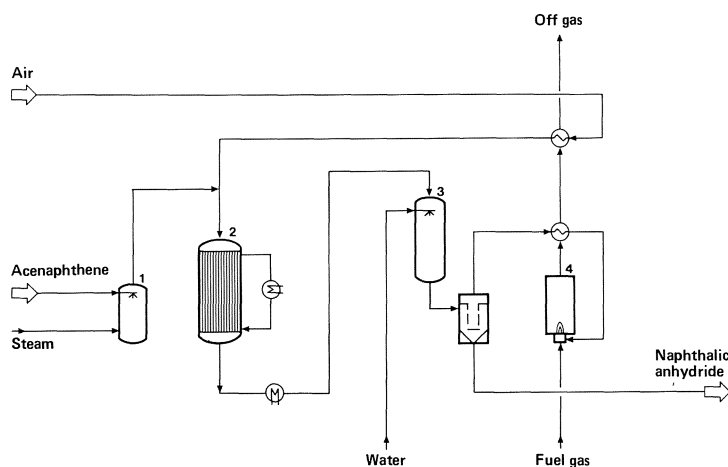 Off gas
Air
3
2
1
4
Acenaphthene
Steam
Naphthalic
anhydride
Water
Fuel gas